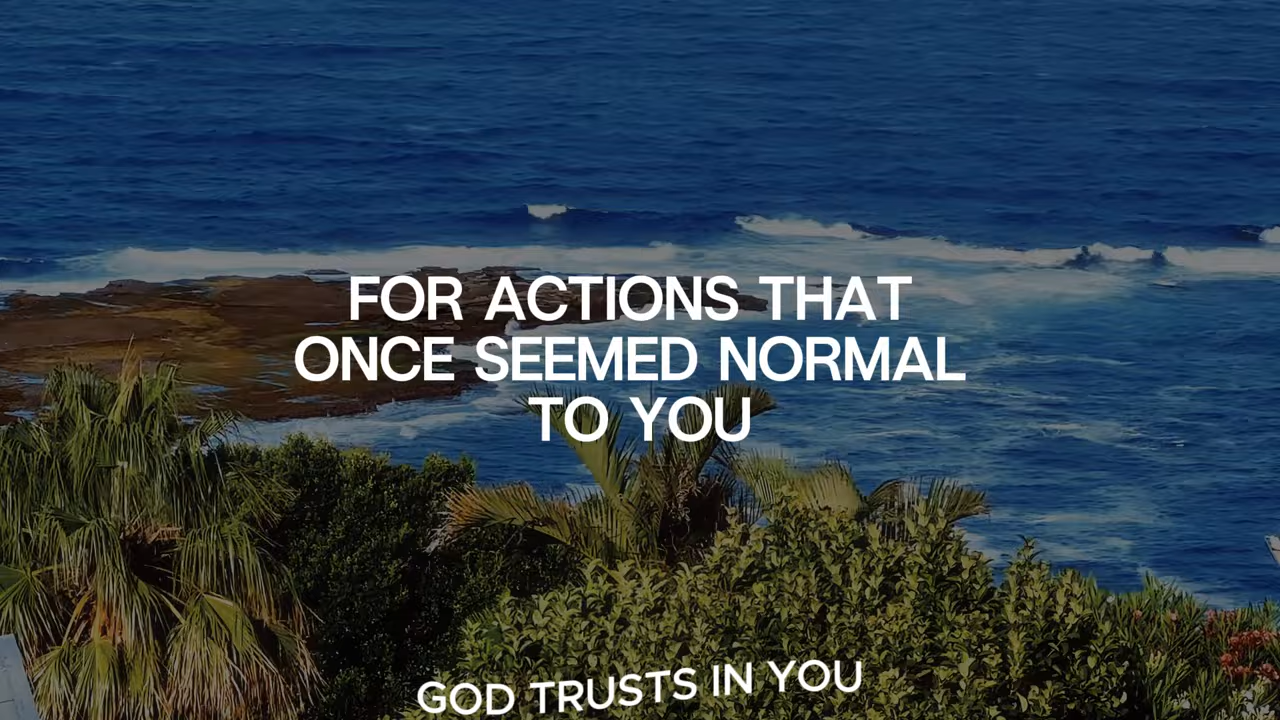 FOR ACTIONS THAT
ONCE SEEMED NORMAL
TO YOU
GOD TRUSTS IN YOU